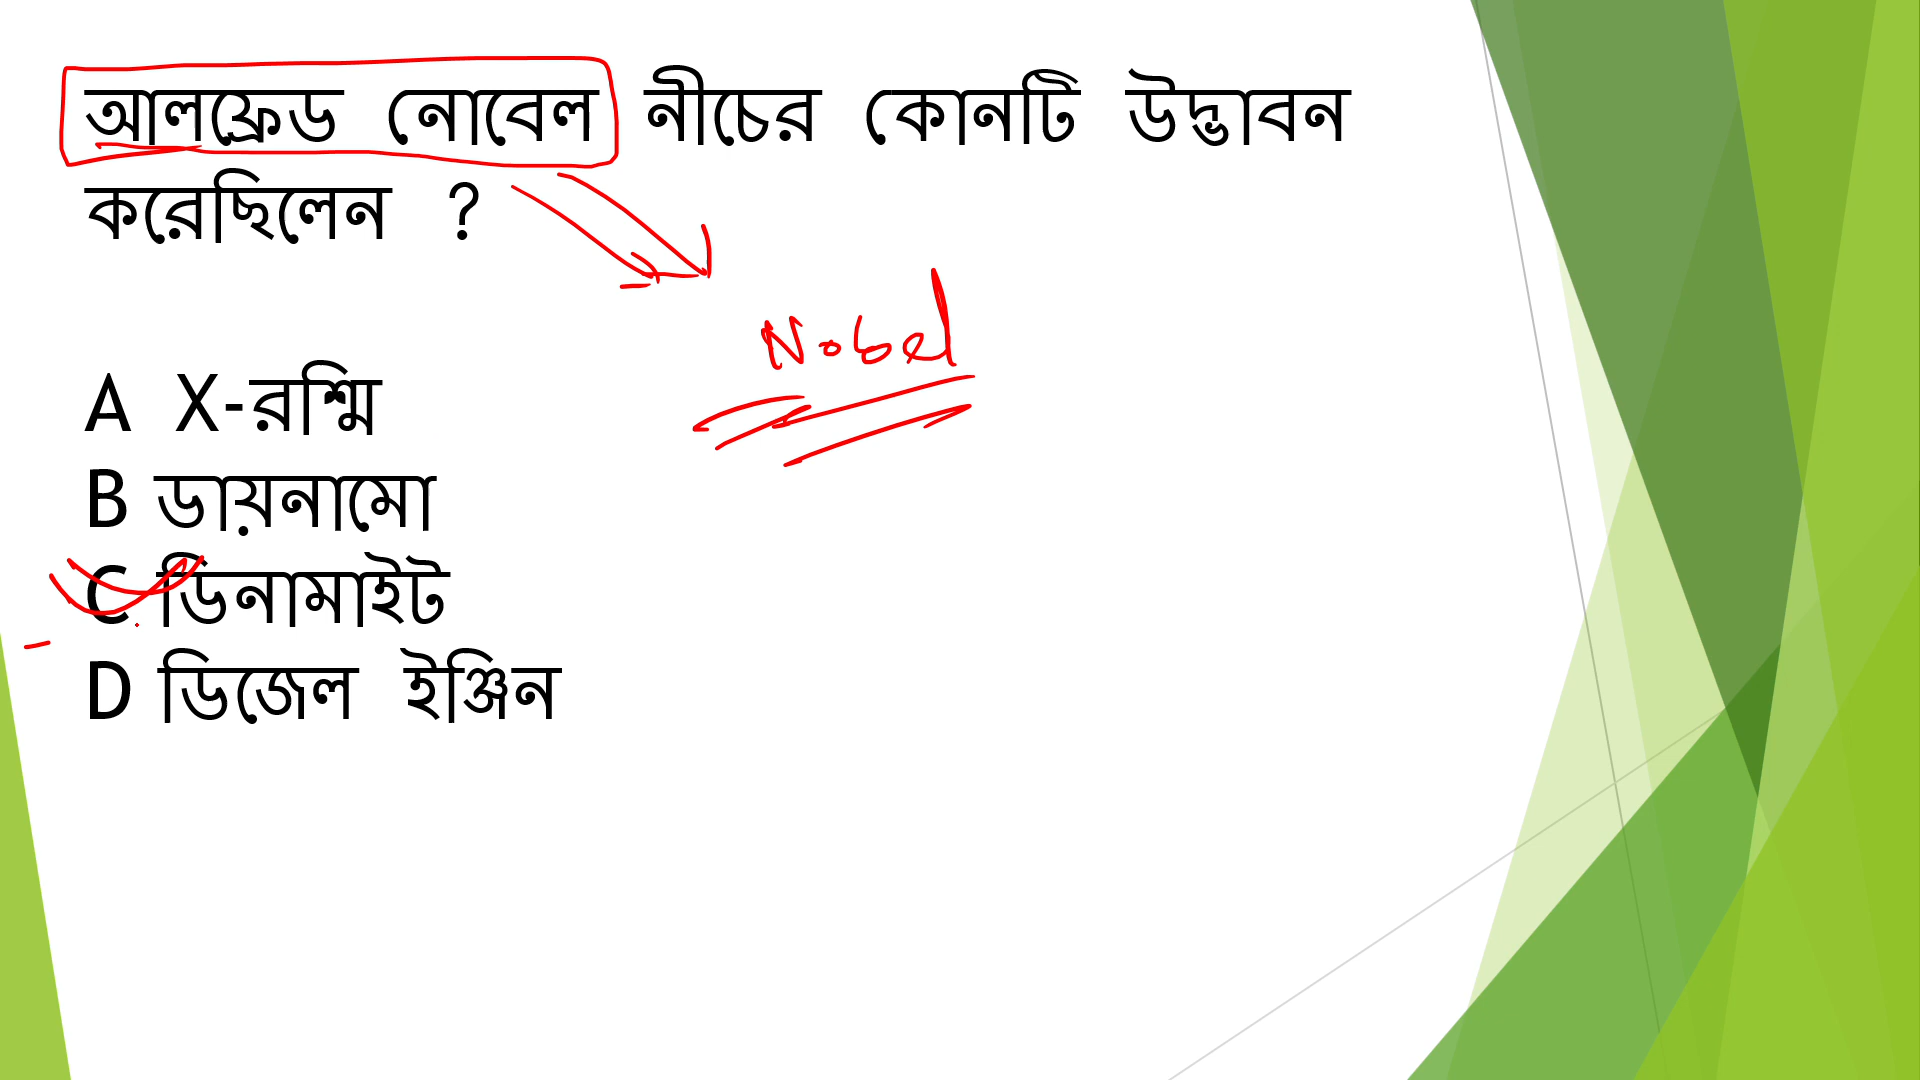 আলফ্রেড নোবেল নীচের কোনটি উদ্ভাবন
করেছিলেন ?
Nobel
A X-রশ্মি
B ডায়নামো
C ডিনামাইট
D ডিজেল ইঞ্জিন